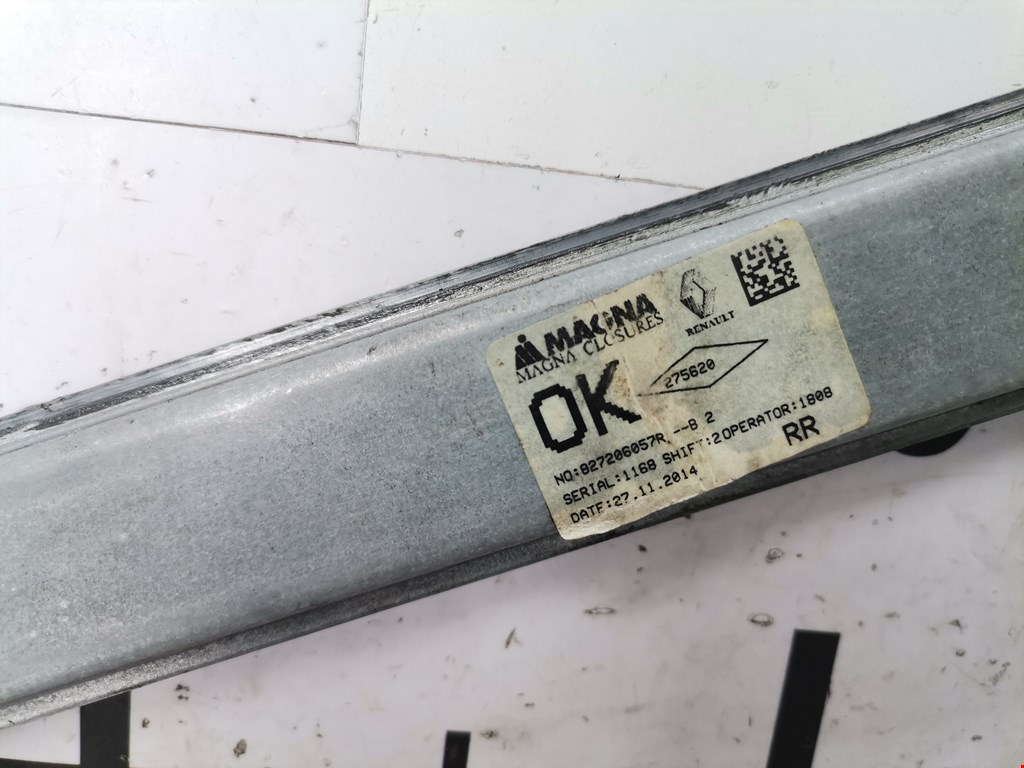 MAGNA
MAGNA CLOSURES
RENAULT
OK
275620
NO:827206057R,--B 2
SERIAL:1168 SHIFT:2OPERATOR:1808
DATE:27.11.2014
RR